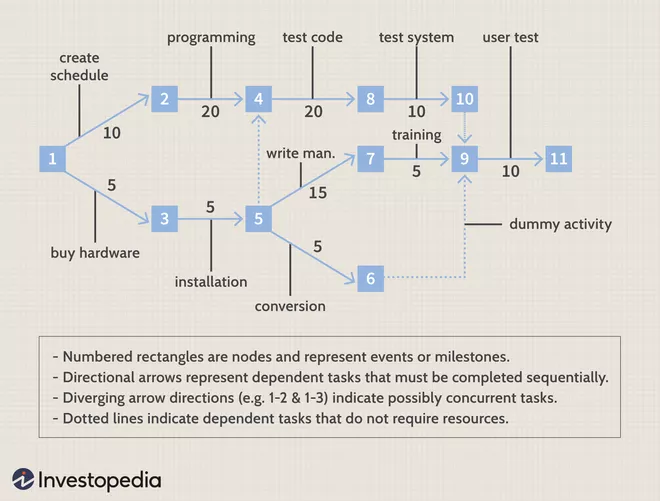 programming
test code
test system
user test
create
schedule
2
4
8
10
20
20
10
10
training
write man.
1
7
9
11
5
15
5
10
5
3
5
5
dummy activity
buy hardware
installation
6
conversion
- Numbered rectangles are nodes and represent events or milestones.
- Directional arrows represent dependent tasks that must be completed sequentially.
- Diverging arrow directions (e.g. 1-2 & 1-3) indicate possibly concurrent tasks.
- Dotted lines indicate dependent tasks that do not require resources.
Investopedia